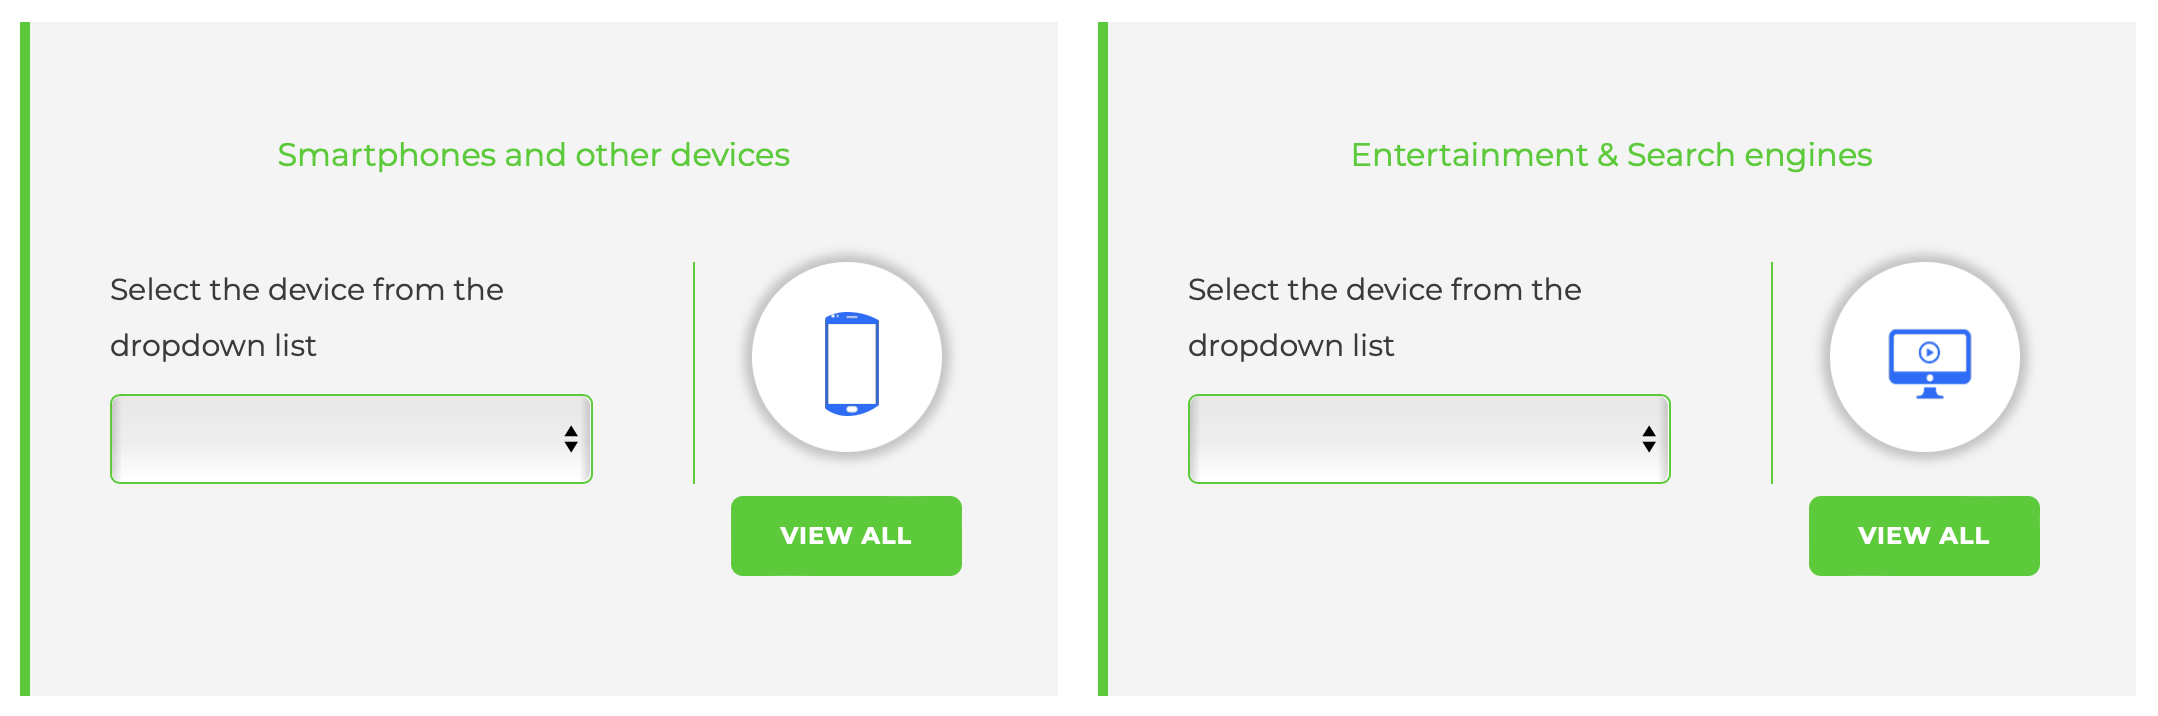 Smartphones and other devices
Select the device from the
dropdown list
VIEW ALL
Entertainment & Search engines
Select the device from the
dropdown list
VIEW ALL